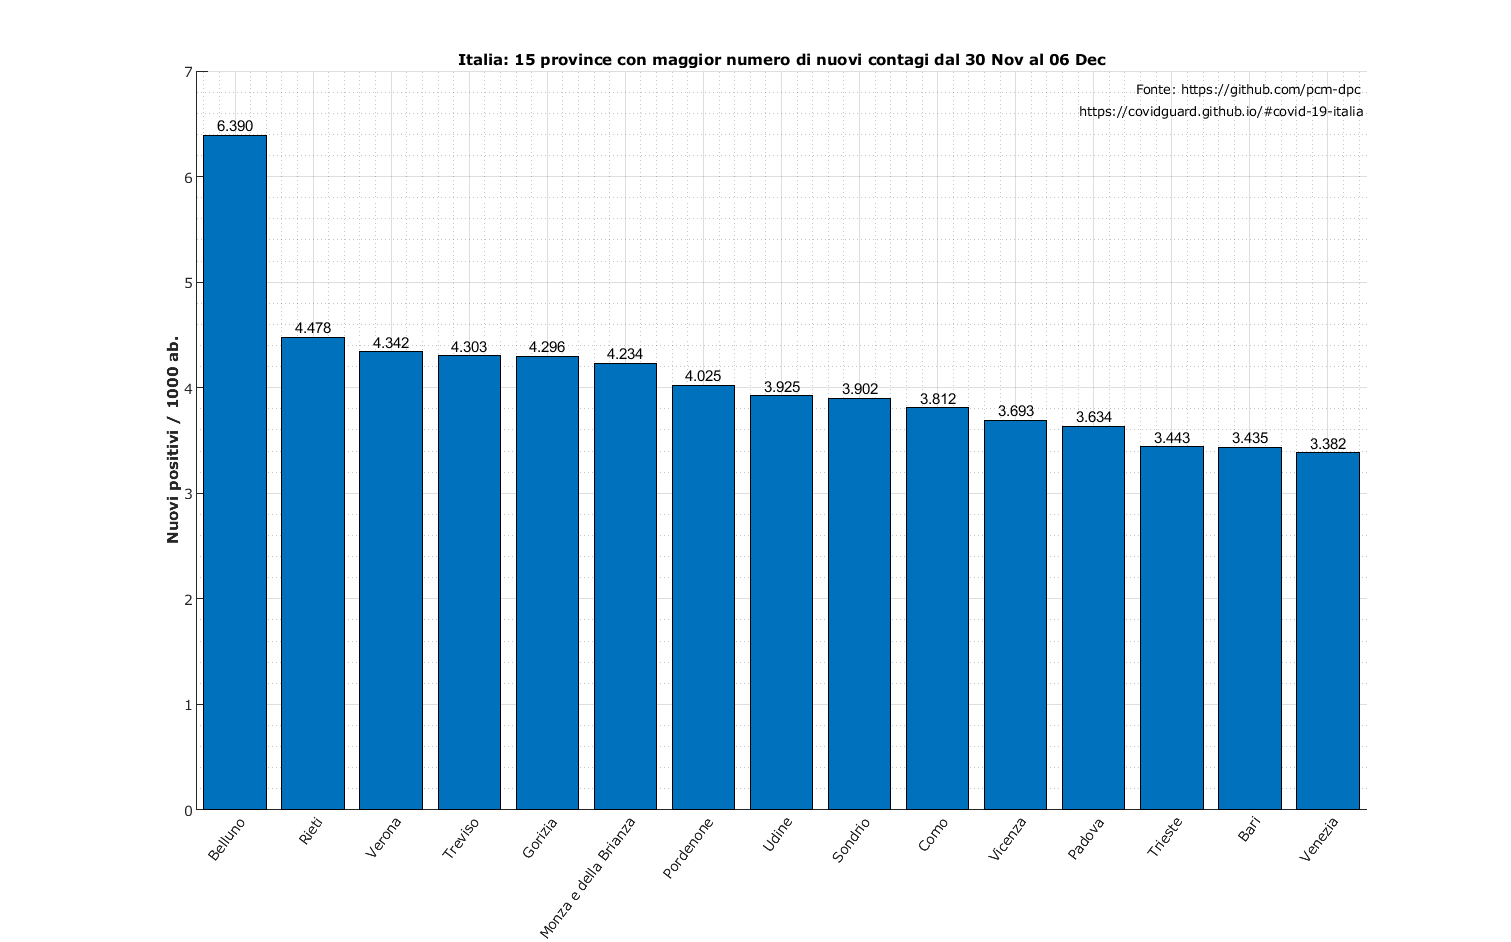 Italia: 15 province con maggior numero di nuovi contagi dal 30 Nov al 06 Dec
Fonte: https://github.com/pcm-dpc
https://covidguard.github.io/#covid-19-italia
Nuovi positivi / 1000 ab.
7
6
5
4
3
2
1
0
6.390
4.478
4.342
4.303
4.296
4.234
4.025
3.925
3.902
3.812
3.693
3.634
3.443
3.435
3.382
Belluno
Rieti
Verona
Treviso
Gorizia
Monza e della Brianza
Pordenone
Udine
Sondrio
Como
Vicenza
Padova
Trieste
Bari
Venezia